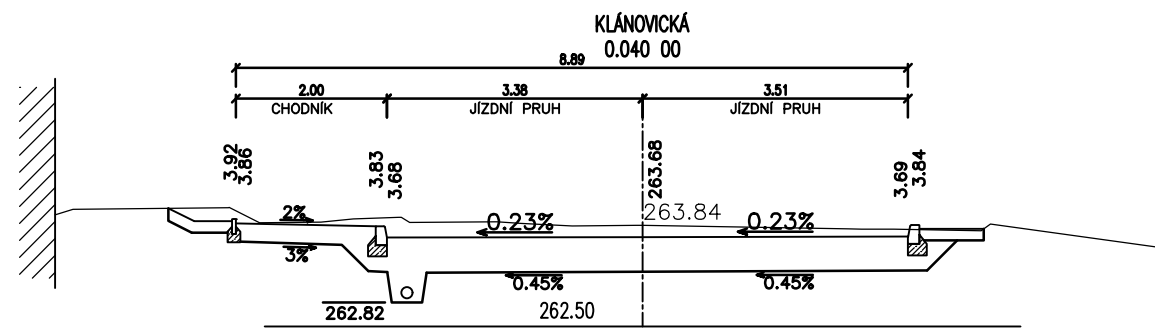 KLÁNOVICKÁ
0.040 00
8.89
2.00 3.38 3.51
CHODNÍK JÍZDNÍ PRUH JÍZDNÍ PRUH
3.92
3.86
3.83
3.68
263.68
3.69
3.84
263.84
2% 0.23% 0.23%
3% 0.45% 0.45%
262.82 262.50